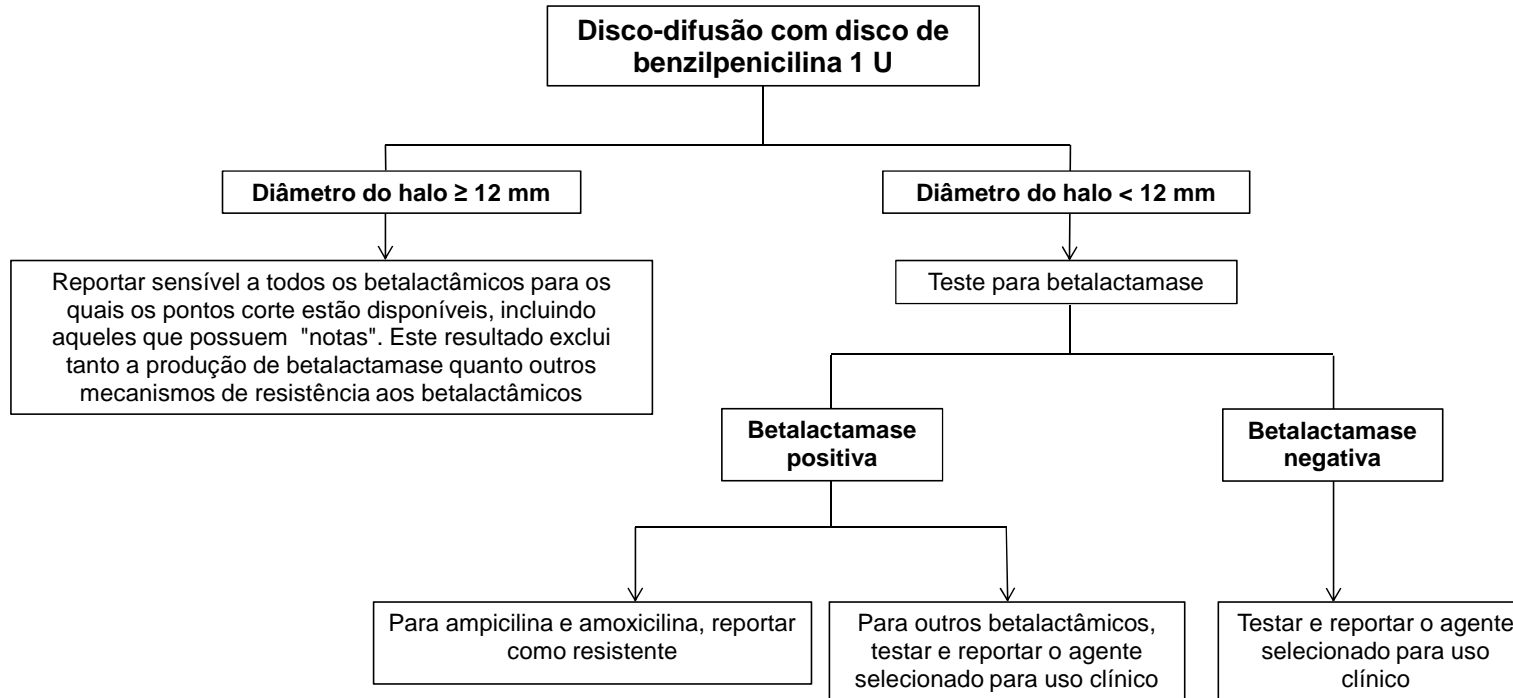 Disco-difusão com disco de
benzilpenicilina 1 U
Diâmetro do halo ≥ 12 mm
Diâmetro do halo < 12 mm
Reportar sensível a todos os betalactâmicos para os
quais os pontos corte estão disponíveis, incluindo
aqueles que possuem "notas". Este resultado exclui
tanto a produção de betalactamase quanto outros
mecanismos de resistência aos betalactâmicos
Teste para betalactamase
Betalactamase
positiva
Betalactamase
negativa
Para ampicilina e amoxicilina, reportar
como resistente
Para outros betalactâmicos,
testar e reportar o agente
selecionado para uso clínico
Testar e reportar o agente
selecionado para uso
clínico